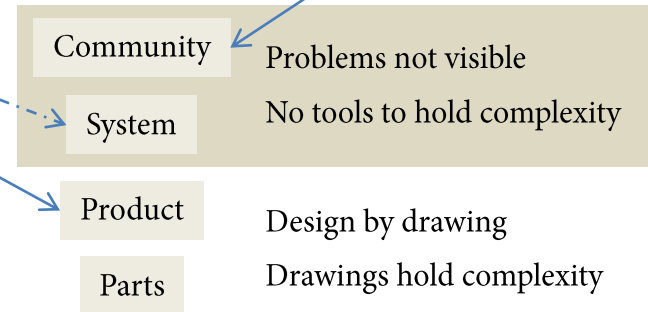 Community
Problems not visible
System
No tools to hold complexity
Product
Design by drawing
Parts
Drawings hold complexity